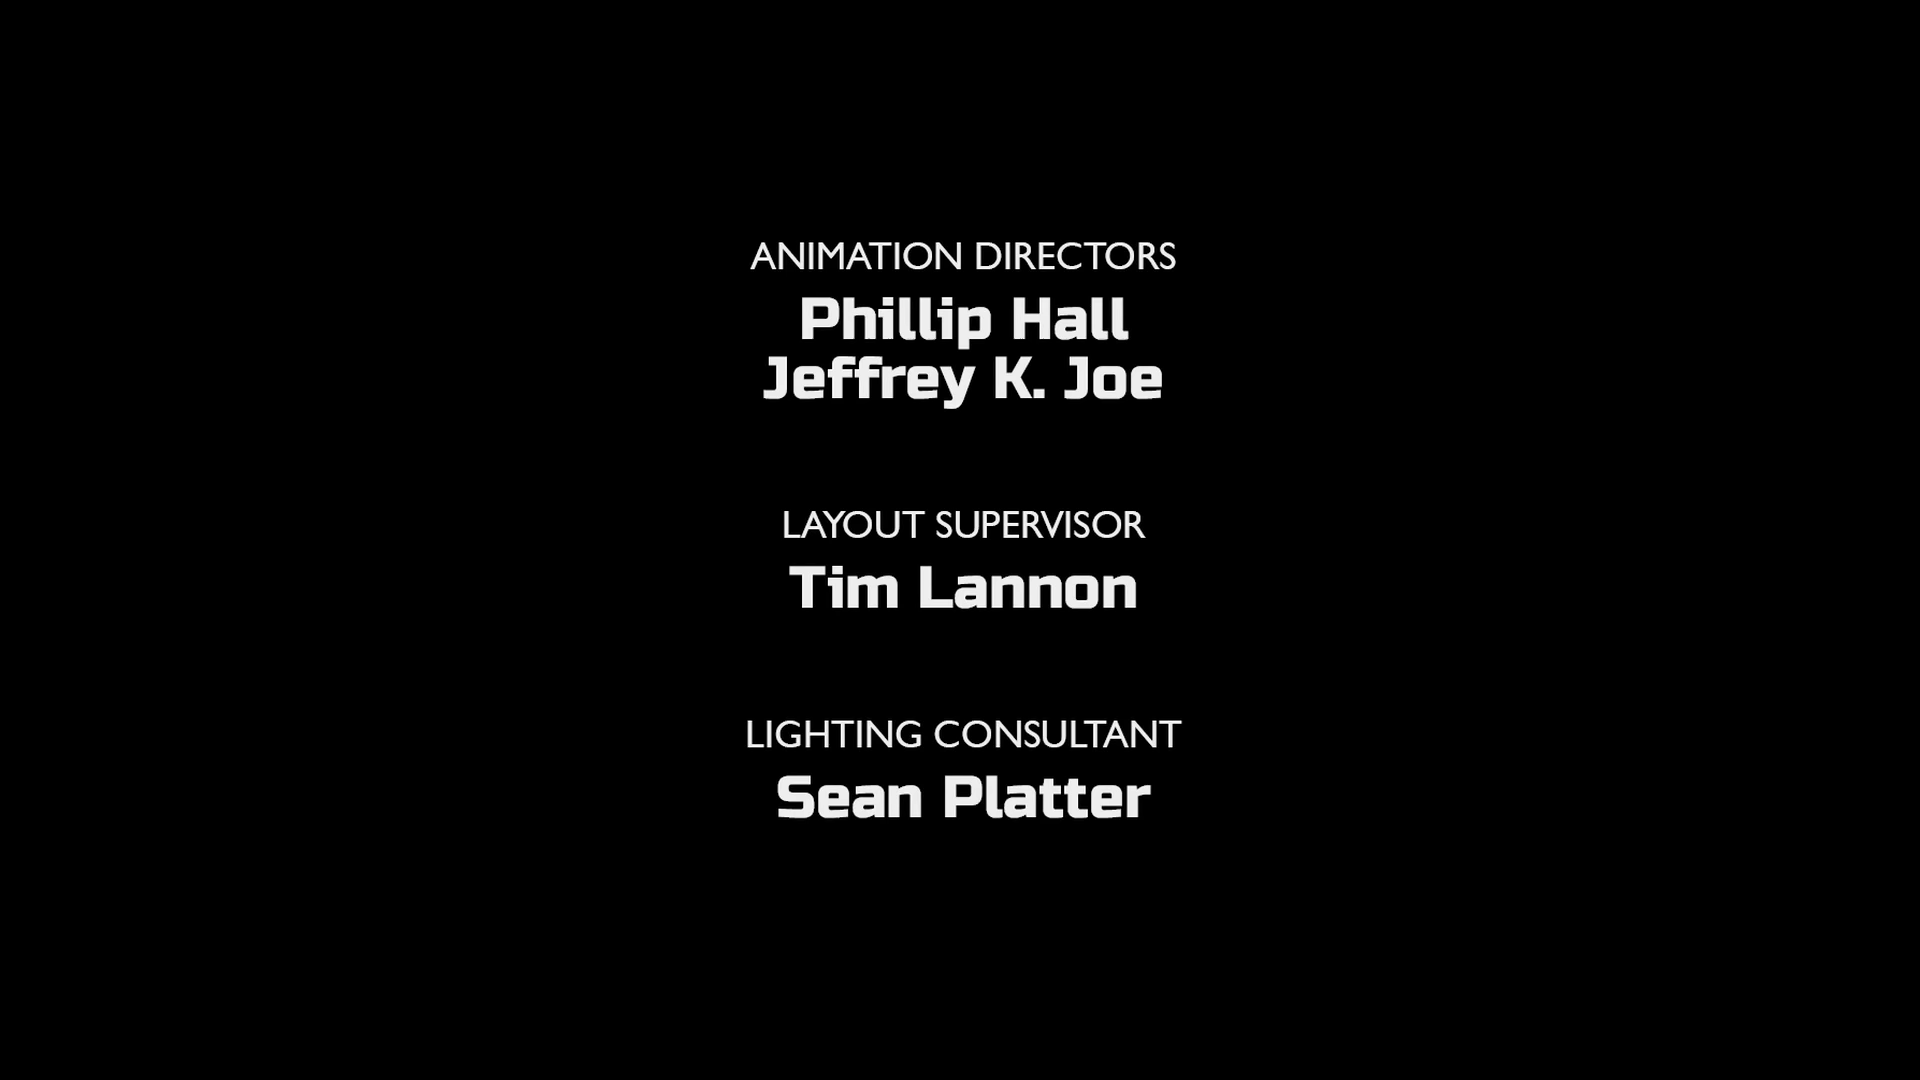 ANIMATION DIRECTORS
Phillip Hall
Jeffrey K. Joe
LAYOUT SUPERVISOR
Tim Lannon
LIGHTING CONSULTANT
Sean Platter